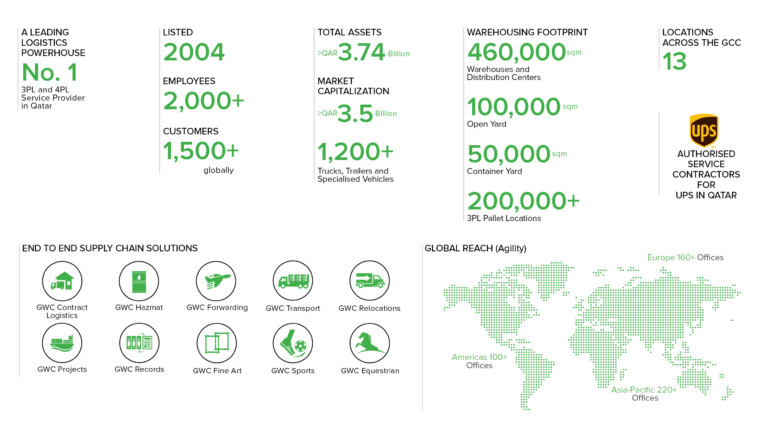 A LEADING
LOGISTICS
POWERHOUSE
No. 1
3PL and 4PL
Service Provider
in Qatar
LISTED
2004
EMPLOYEES
2,000+
CUSTOMERS
1,500+
globally
TOTAL ASSETS
>QAR 3.74 Billion
MARKET
CAPITALIZATION
>QAR 3.5 Billion
1,200+
Trucks, Trailers and
Specialised Vehicles
WAREHOUSING FOOTPRINT
460,000 sqm
Warehouses and
Distribution Centers
100,000 sqm
Open Yard
50,000 sqm
Container Yard
200,000+
3PL Pallet Locations
LOCATIONS
ACROSS THE GCC
13
ups
AUTHORISED
SERVICE
CONTRACTORS
FOR
UPS IN QATAR
END TO END SUPPLY CHAIN SOLUTIONS
GWC Contract
Logistics
GWC Hazmat
GWC Forwarding
GWC Transport
GWC Relocations
GWC Projects
GWC Records
GWC Fine Art
GWC Sports
GWC Equestrian
GLOBAL REACH (Agility)
Europe 160+ Offices
Americas 100+
Offices
Asia-Pacific 220+
Offices